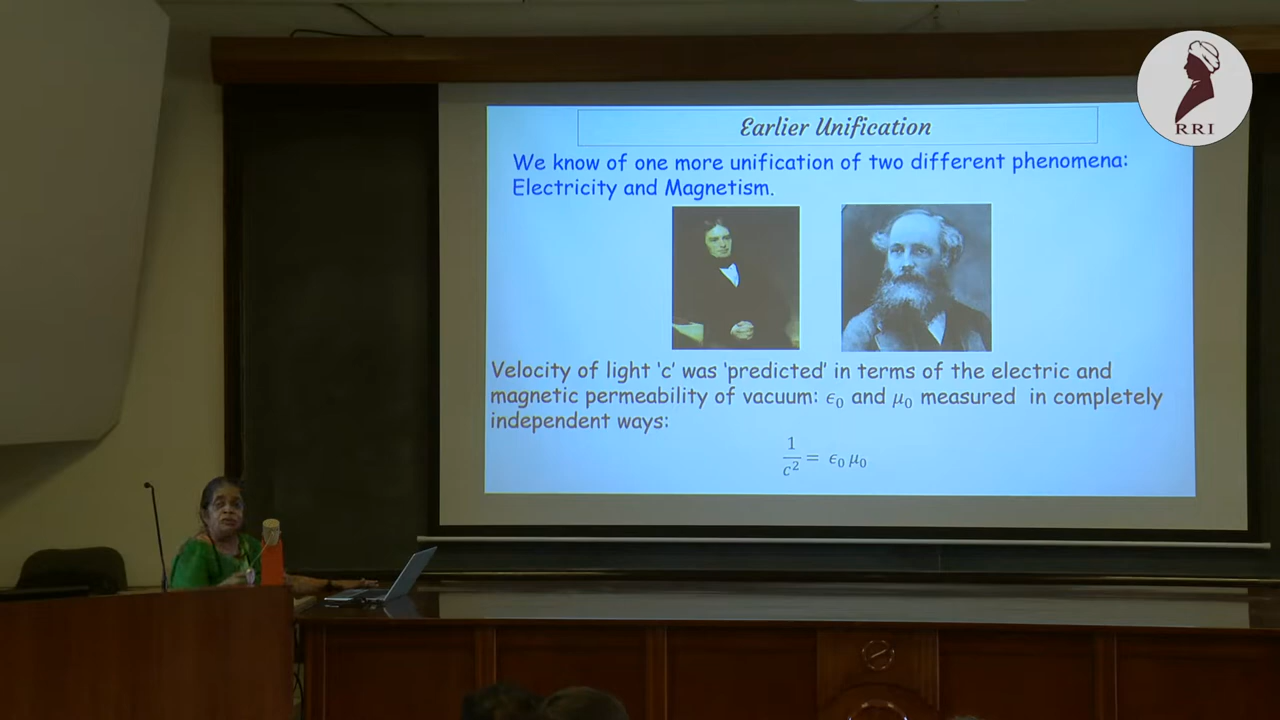 RRI
Earlier Unification
We know of one more unification of two different phenomena:
Electricity and Magnetism.
Velocity of light ‘c’ was ‘predicted’ in terms of the electric and
magnetic permeability of vacuum: ϵ₀ and μ₀ measured in completely
independent ways:
1/c² = ϵ₀ μ₀